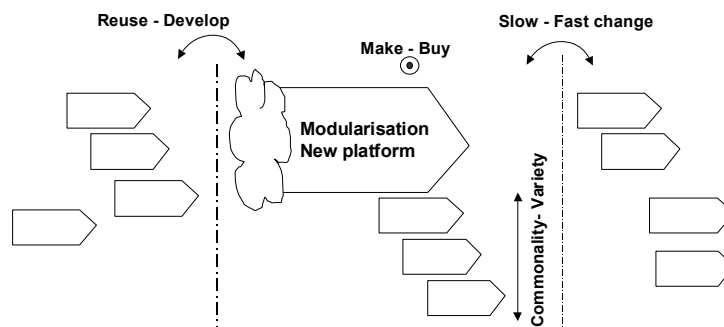 Reuse - Develop
Slow - Fast change
Make - Buy
Modularisation
New platform
Commonality- Variety